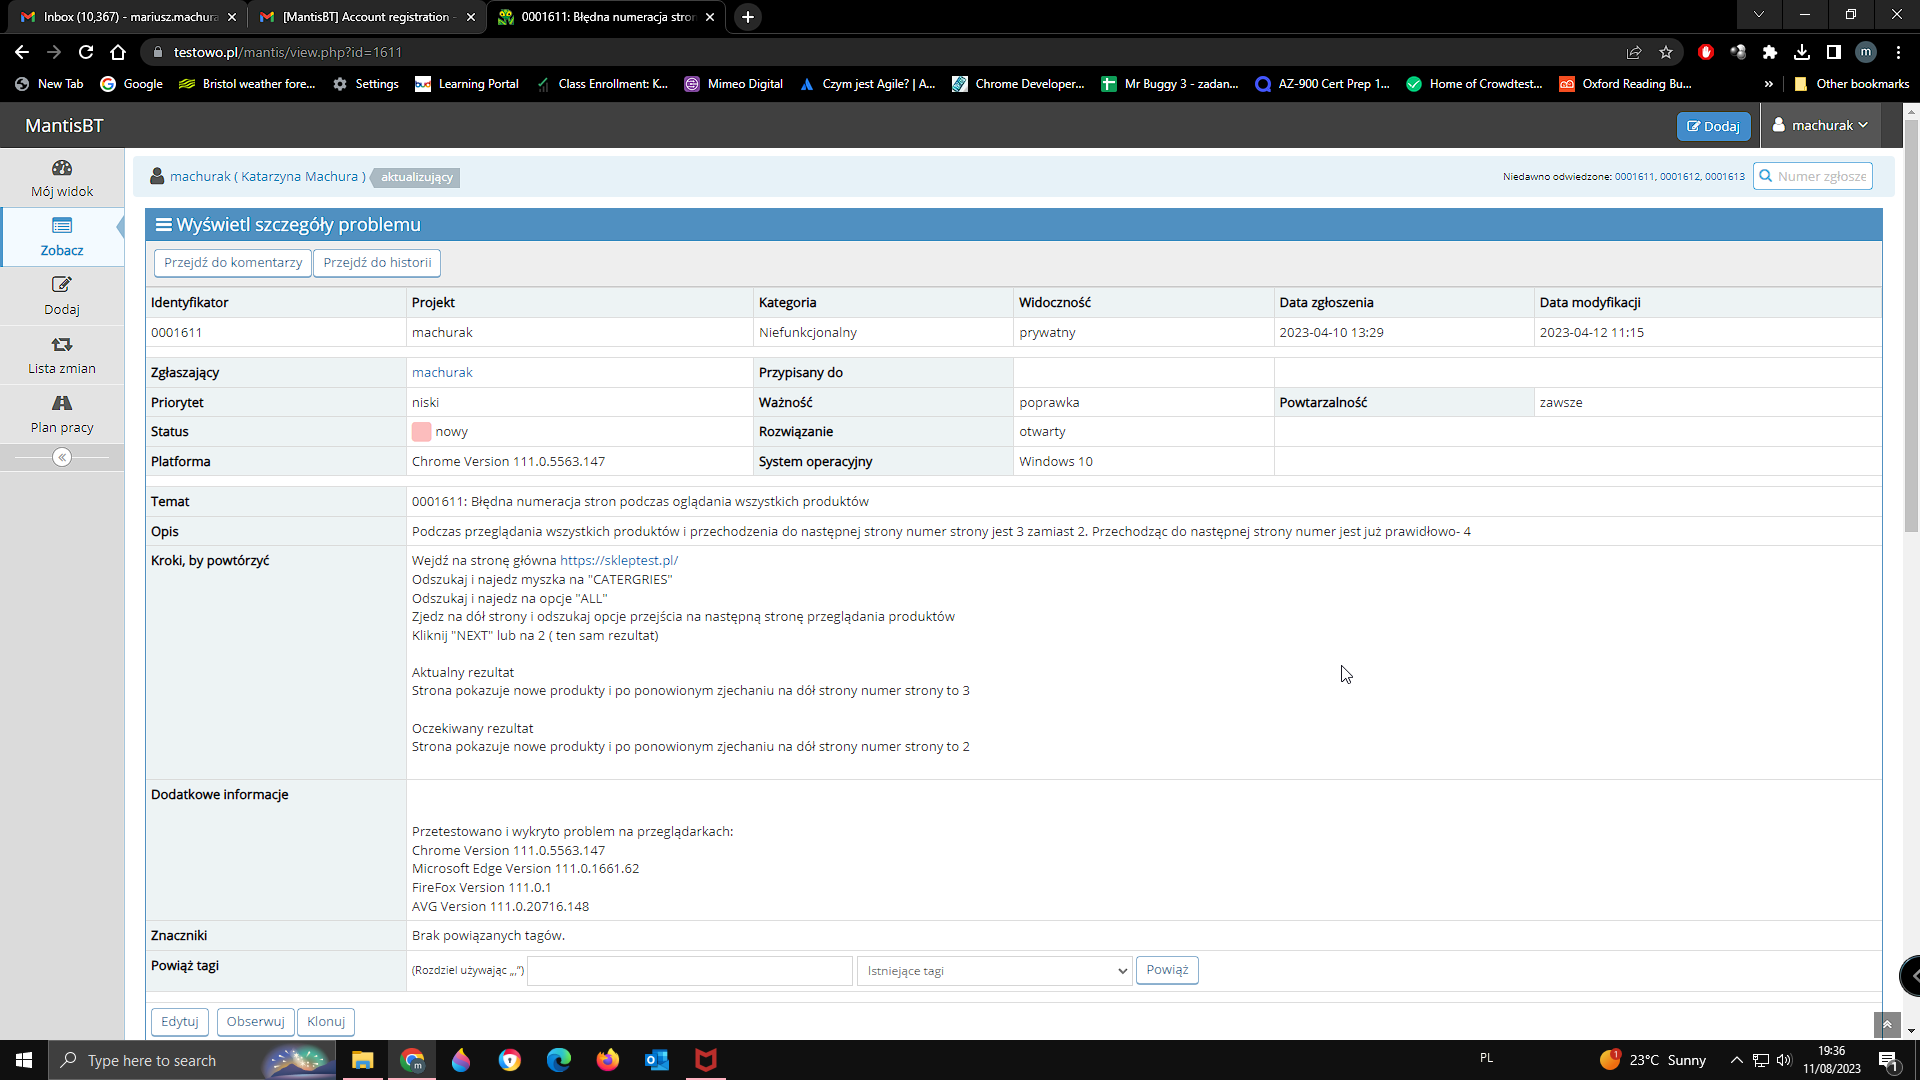 Inbox (10,367) - mariusz.machura
[MantisBT] Account registration -
0001611: Błędna numeracja stron
testowo.pl/mantis/view.php?id=1611
m
New Tab
Google
Bristol weather fore...
Settings
Learning Portal
Class Enrollment: K...
Mimeo Digital
Czym jest Agile? | A...
Chrome Developer...
Mr Buggy 3 - zadan...
AZ-900 Cert Prep 1...
Home of Crowdtest...
Oxford Reading Bu...
»
Other bookmarks
MantisBT
Dodaj
machurak
Mój widok
Zobacz
Dodaj
Lista zmian
Plan pracy
machurak ( Katarzyna Machura ) aktualizujący
Niedawno odwiedzone: 0001611, 0001612, 0001613
Numer zgłosze
Wyświetl szczegóły problemu
Przejdź do komentarzy Przejdź do historii
Identyfikator Projekt Kategoria Widoczność Data zgłoszenia Data modyfikacji
0001611 machurak Niefunkcjonalny prywatny 2023-04-10 13:29 2023-04-12 11:15
Zgłaszający machurak Przypisany do
Priorytet niski Ważność poprawka Powtarzalność zawsze
Status nowy Rozwiązanie otwarty
Platforma Chrome Version 111.0.5563.147 System operacyjny Windows 10
Temat 0001611: Błędna numeracja stron podczas oglądania wszystkich produktów
Opis Podczas przeglądania wszystkich produktów i przechodzenia do następnej strony numer strony jest 3 zamiast 2. Przechodząc do następnej strony numer jest już prawidłowo- 4
Kroki, by powtórzyć Wejdź na stronę główna https://skleptest.pl/
Odszukaj i najedz myszka na "CATERGRIES"
Odszukaj i najedz na opcje "ALL"
Zjedz na dół strony i odszukaj opcje przejścia na następną stronę przeglądania produktów
Kliknij "NEXT" lub na 2 ( ten sam rezultat)
Aktualny rezultat
Strona pokazuje nowe produkty i po ponowionym zjechaniu na dół strony numer strony to 3
Oczekiwany rezultat
Strona pokazuje nowe produkty i po ponowionym zjechaniu na dół strony numer strony to 2
Dodatkowe informacje
Przetestowano i wykryto problem na przeglądarkach:
Chrome Version 111.0.5563.147
Microsoft Edge Version 111.0.1661.62
FireFox Version 111.0.1
AVG Version 111.0.20716.148
Znaczniki Brak powiązanych tagów.
Powiąż tagi (Rozdziel używając „,”) Istniejące tagi Powiąż
Edytuj Obserwuj Klonuj
Type here to search
PL
1
23°C Sunny
19:36
11/08/2023
1